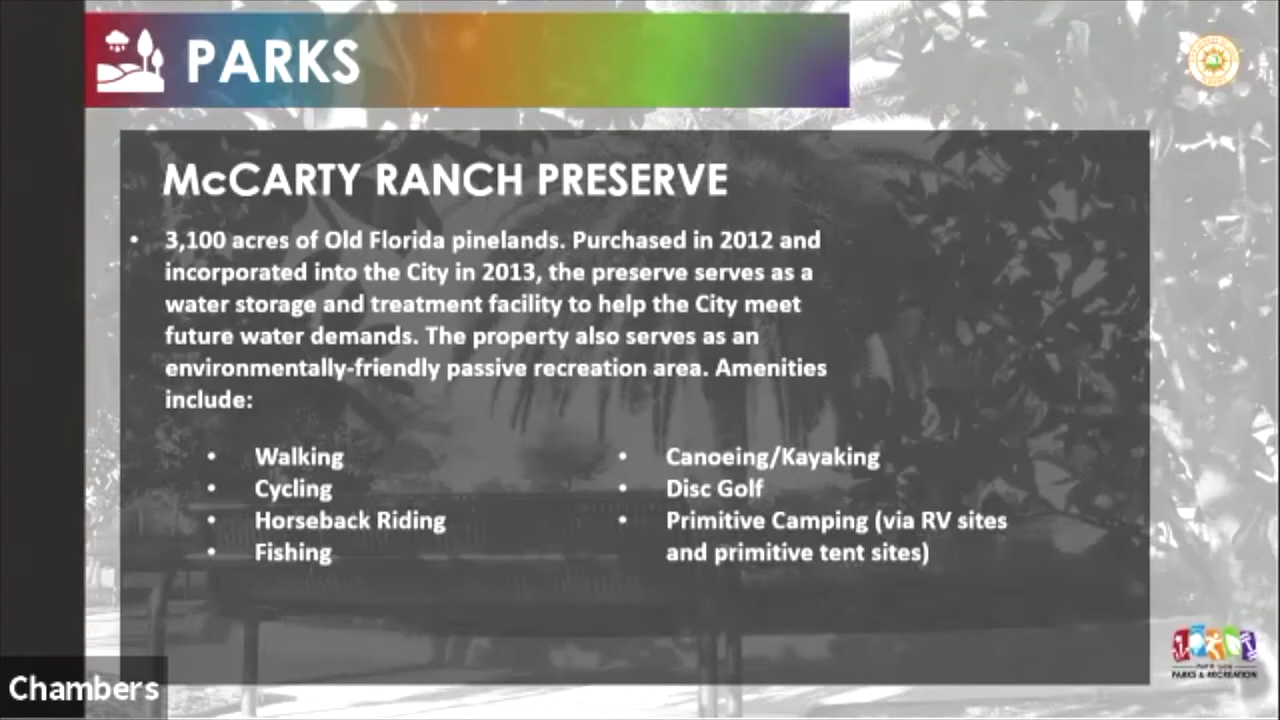 PARKS
McCARTY RANCH PRESERVE
• 3,100 acres of Old Florida pinelands. Purchased in 2012 and
incorporated into the City in 2013, the preserve serves as a
water storage and treatment facility to help the City meet
future water demands. The property also serves as an
environmentally-friendly passive recreation area. Amenities
include:
• Walking
• Cycling
• Horseback Riding
• Fishing
• Canoeing/Kayaking
• Disc Golf
• Primitive Camping (via RV sites
and primitive tent sites)
PARKS & RECREATION
Chambers